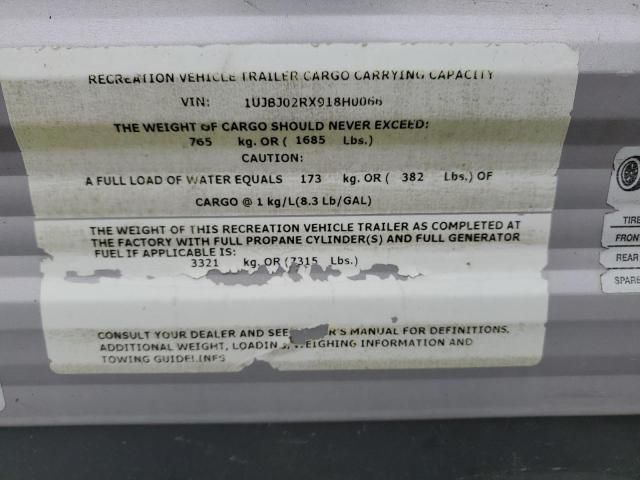 RECREATION VEHICLE TRAILER CARGO CARRYING CAPACITY
VIN: 1UJBJ02RX918H0066
THE WEIGHT OF CARGO SHOULD NEVER EXCEED:
765 kg. OR ( 1685 Lbs.)
CAUTION:
A FULL LOAD OF WATER EQUALS 173 kg. OR ( 382 Lbs.) OF
CARGO @ 1 kg/L(8.3 Lb/GAL)
THE WEIGHT OF THIS RECREATION VEHICLE TRAILER AS COMPLETED AT
THE FACTORY WITH FULL PROPANE CYLINDER(S) AND FULL GENERATOR
FUEL IF APPLICABLE IS:
3321 kg. OR (7315 Lbs.)
CONSULT YOUR DEALER AND SEE 'S MANUAL FOR DEFINITIONS,
ADDITIONAL WEIGHT, LOADIN , WEIGHING INFORMATION AND
TOWING GUIDELINES
TIRE
FRONT
REAR
SPARE